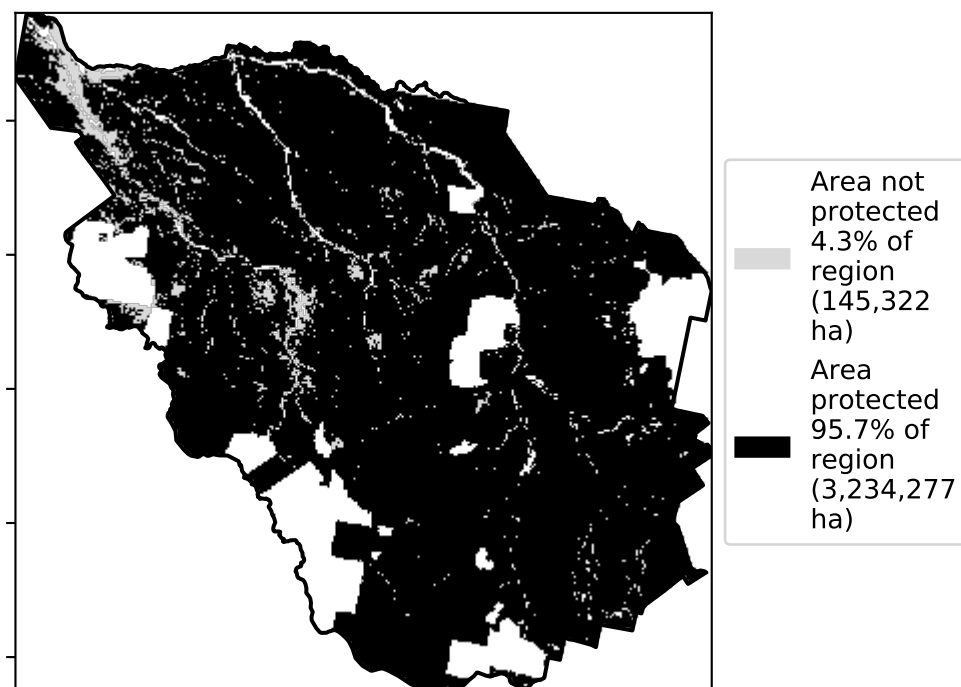 Area not
protected
4.3% of
region
(145,322
ha)
Area
protected
95.7% of
region
(3,234,277
ha)